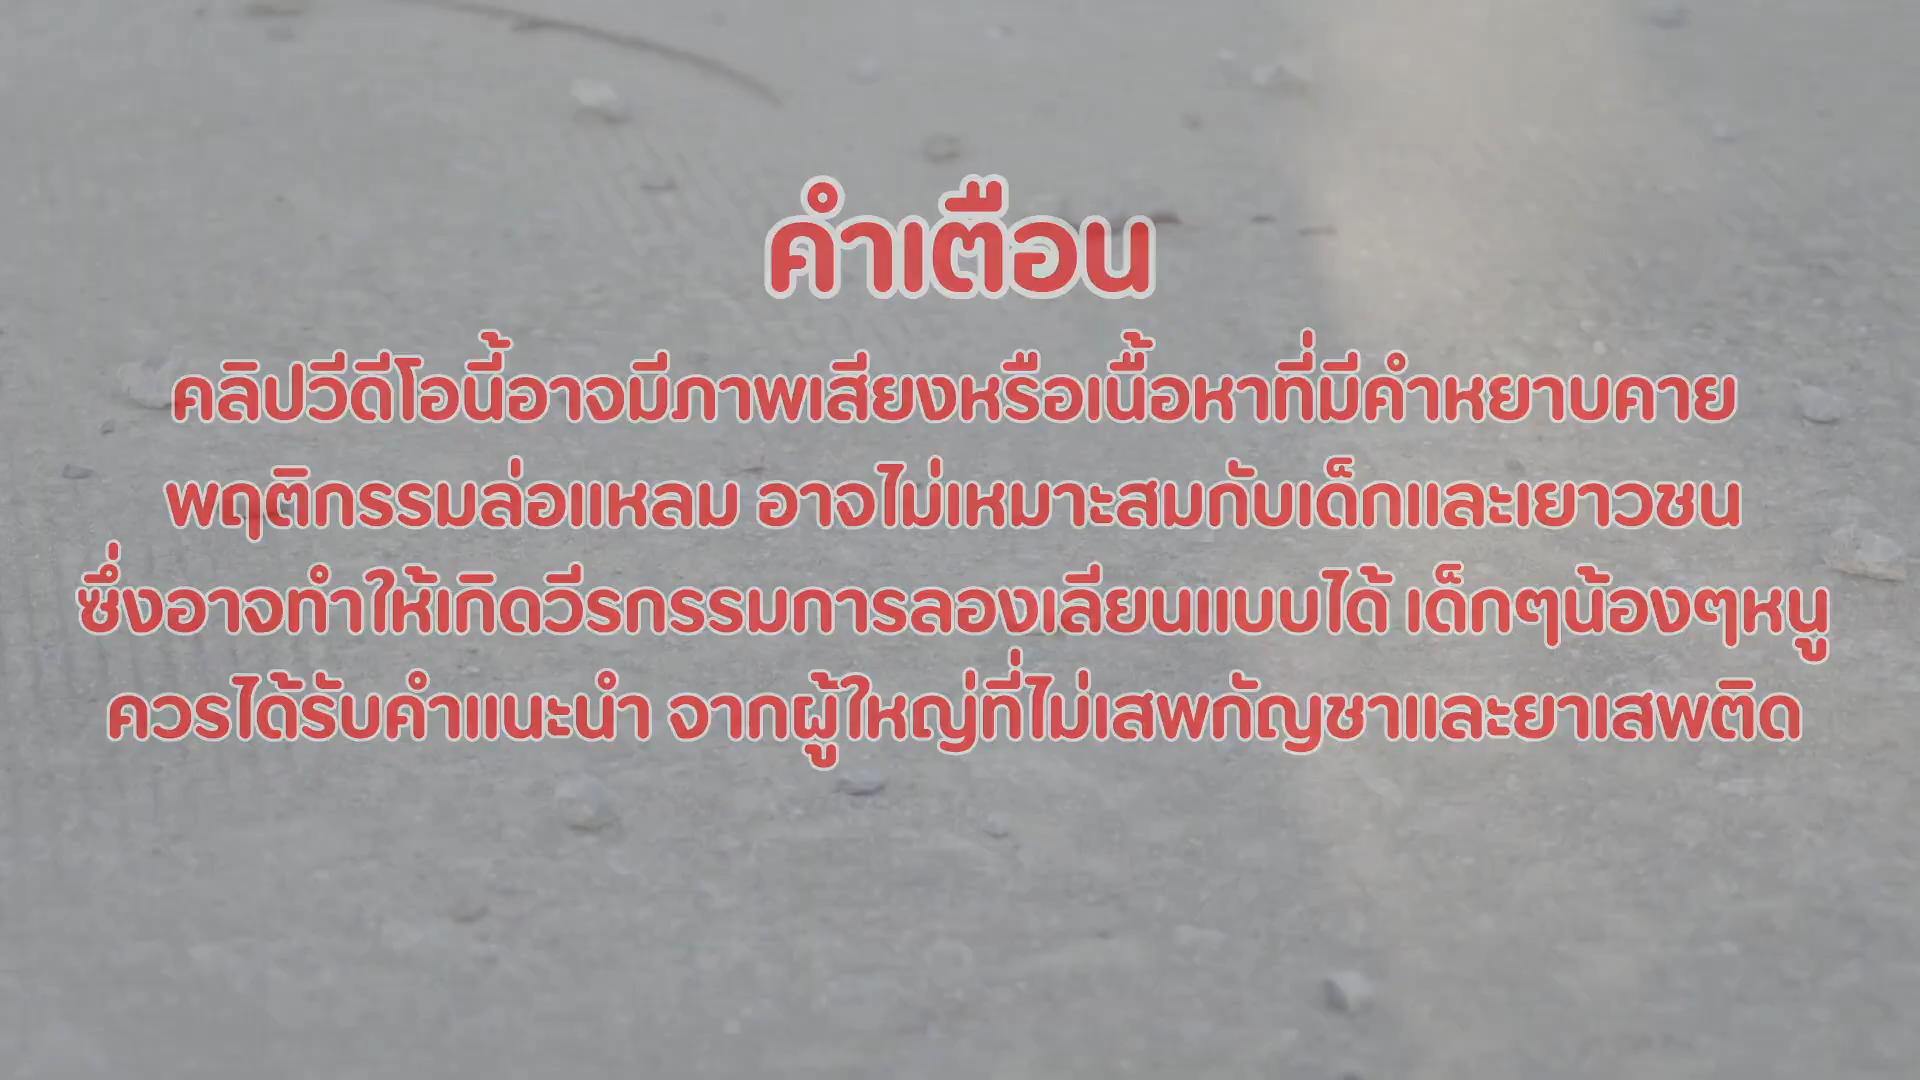 คำเตือน
คลิปวีดีโอนี้อาจมีภาพเสียงหรือเนื้อหาที่มีคำหยาบคาย
พฤติกรรมล่อแหลม อาจไม่เหมาะสมกับเด็กและเยาวชน
ซึ่งอาจทำให้เกิดวีรกรรมการลองเลียนแบบได้ เด็กๆน้องๆหนู
ควรได้รับคำแนะนำ จากผู้ใหญ่ที่ไม่เสพกัญชาและยาเสพติด